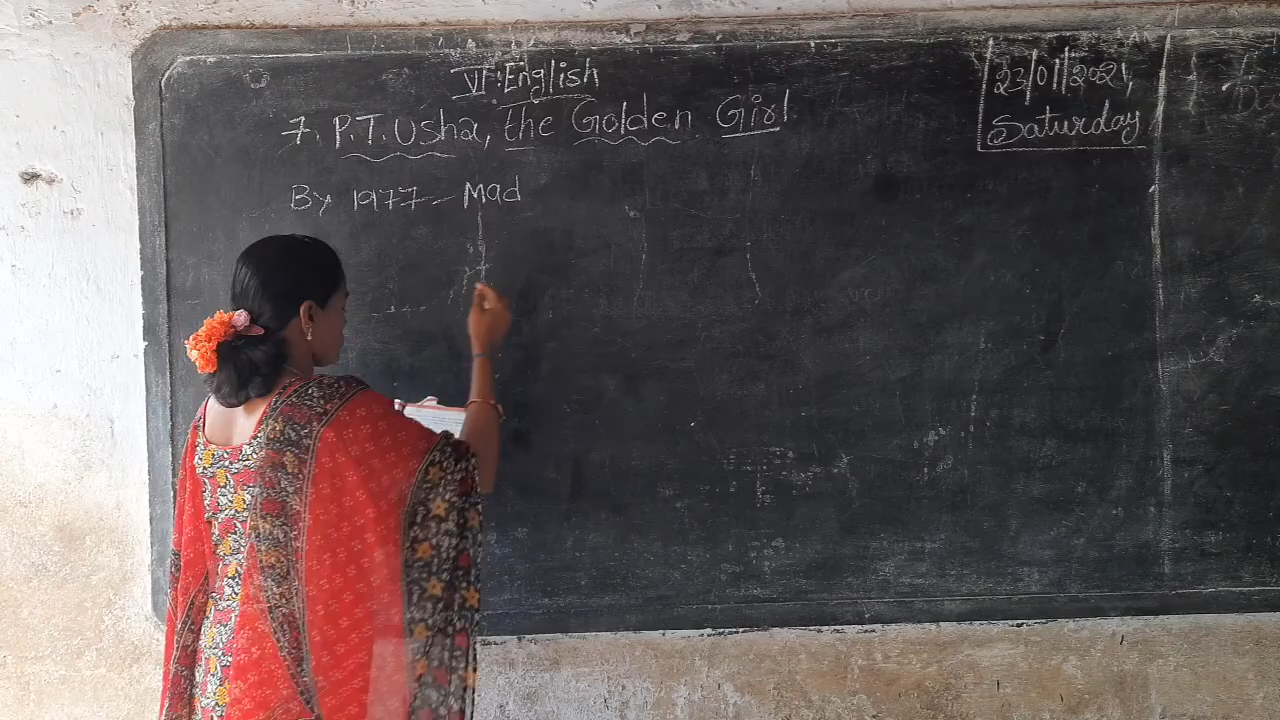 VI : English
7. P.T. Usha, the Golden Girl
By 1977 - Mad
23/01/2021,
Saturday